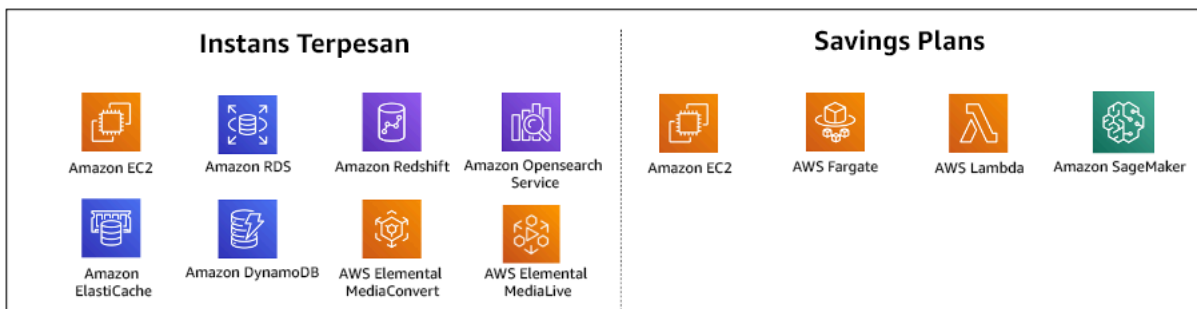 Instans Terpesan
Amazon EC2
Amazon RDS
Amazon Redshift
Amazon Opensearch
Service
Amazon
ElastiCache
Amazon DynamoDB
AWS Elemental
MediaConvert
AWS Elemental
MediaLive
Savings Plans
Amazon EC2
AWS Fargate
AWS Lambda
Amazon SageMaker